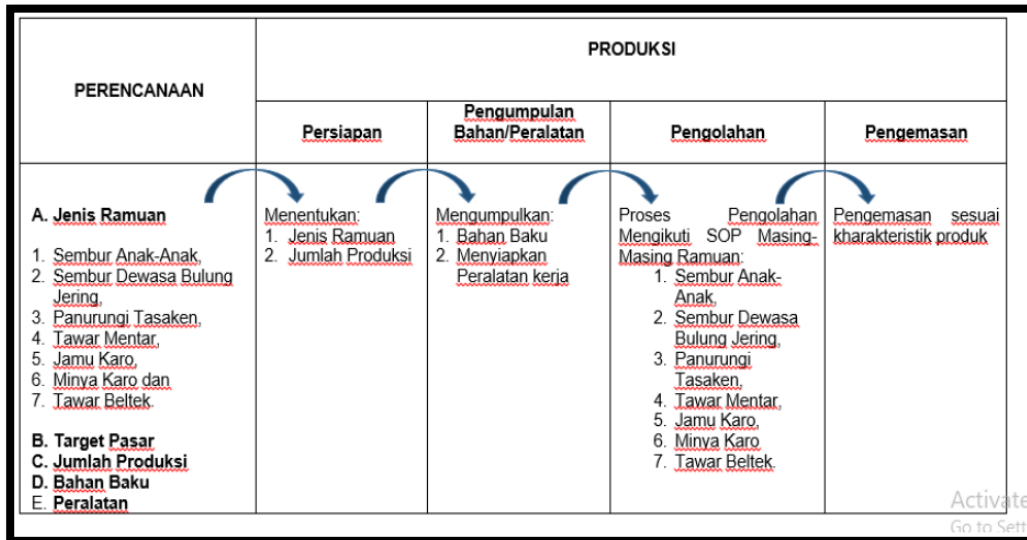 PERENCANAAN
PRODUKSI
Persiapan
Pengumpulan
Bahan/Peralatan
Pengolahan
Pengemasan
A. Jenis Ramuan
1. Sembur Anak-Anak,
2. Sembur Dewasa Bulung
Jering,
3. Panurungi Tasaken,
4. Tawar Mentar,
5. Jamu Karo,
6. Minya Karo dan
7. Tawar Beltek.
B. Target Pasar
C. Jumlah Produksi
D. Bahan Baku
E. Peralatan
Menentukan:
1. Jenis Ramuan
2. Jumlah Produksi
Mengumpulkan:
1. Bahan Baku
2. Menyiapkan
Peralatan kerja
Proses Pengolahan
Mengikuti SOP Masing-
Masing Ramuan:
1. Sembur Anak-
Anak,
2. Sembur Dewasa
Bulung Jering,
3. Panurungi
Tasaken,
4. Tawar Mentar,
5. Jamu Karo,
6. Minya Karo
7. Tawar Beltek.
Pengemasan sesuai
kharakteristik produk
Activate
Go to Sett